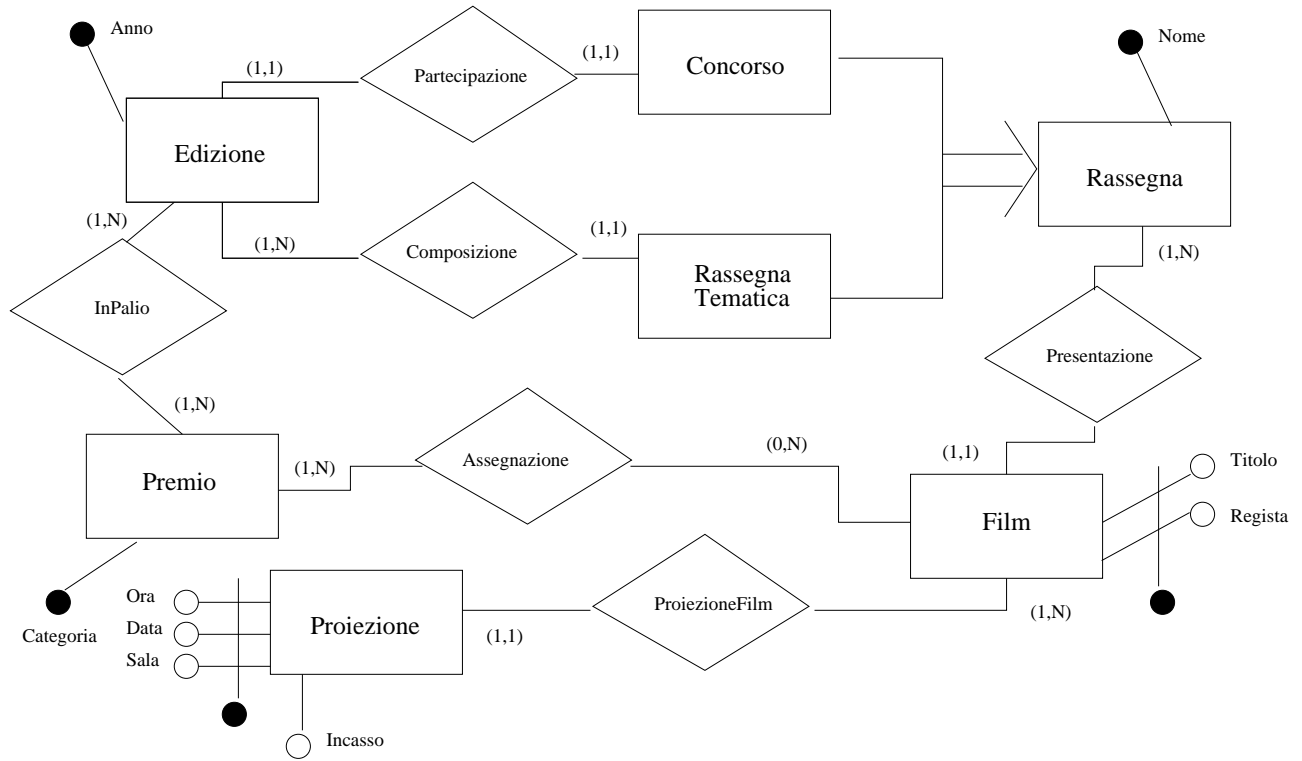 Anno
Nome
(1,1)
Partecipazione
(1,1)
Concorso
Edizione
Rassegna
(1,N)
(1,N)
Composizione
(1,1)
Rassegna
Tematica
(1,N)
InPalio
Presentazione
(1,N)
Premio
(1,N)
Assegnazione
(0,N)
(1,1)
Film
Titolo
Regista
Categoria
Ora
Data
Sala
Proiezione
(1,1)
ProiezioneFilm
(1,N)
Incasso